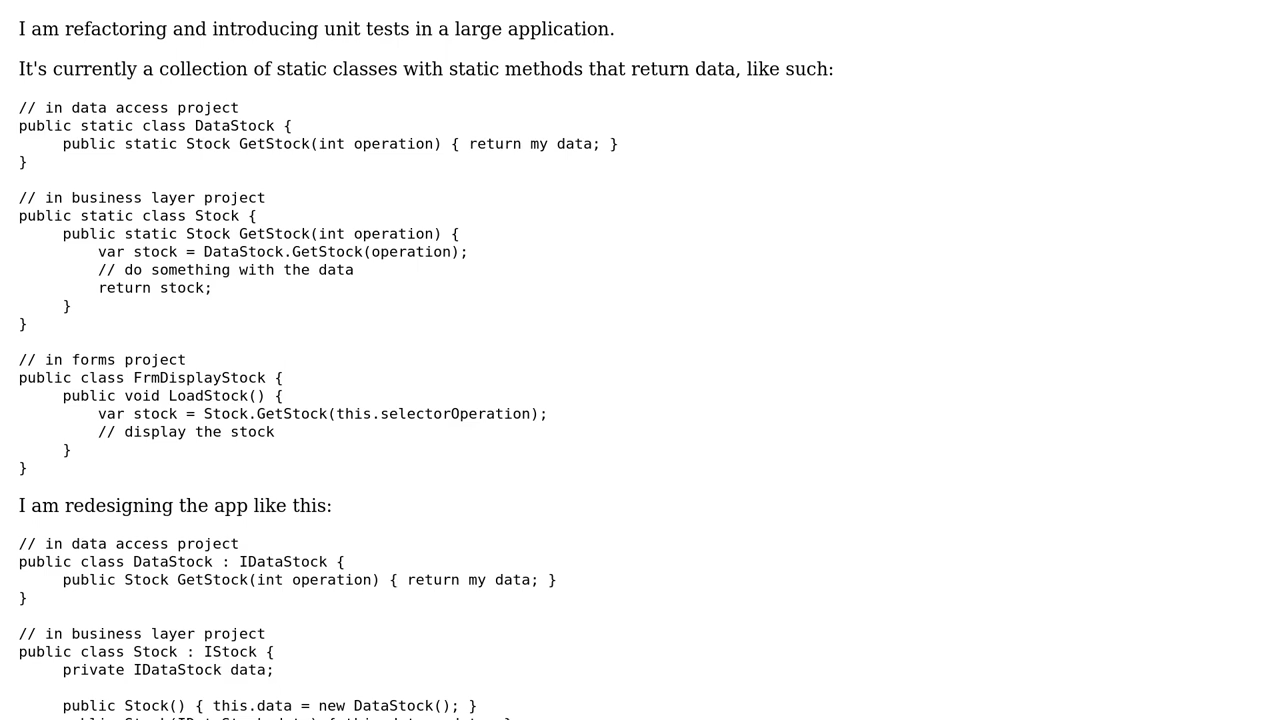 I am refactoring and introducing unit tests in a large application.
It's currently a collection of static classes with static methods that return data, like such:
// in data access project
public static class DataStock {
     public static Stock GetStock(int operation) { return my data; }
}
// in business layer project
public static class Stock {
     public static Stock GetStock(int operation) {
         var stock = DataStock.GetStock(operation);
         // do something with the data
         return stock;
     }
}
// in forms project
public class FrmDisplayStock {
     public void LoadStock() {
         var stock = Stock.GetStock(this.selectorOperation);
         // display the stock
     }
}
I am redesigning the app like this:
// in data access project
public class DataStock : IDataStock {
     public Stock GetStock(int operation) { return my data; }
}
// in business layer project
public class Stock : IStock {
     private IDataStock data;
     public Stock() { this.data = new DataStock(); }